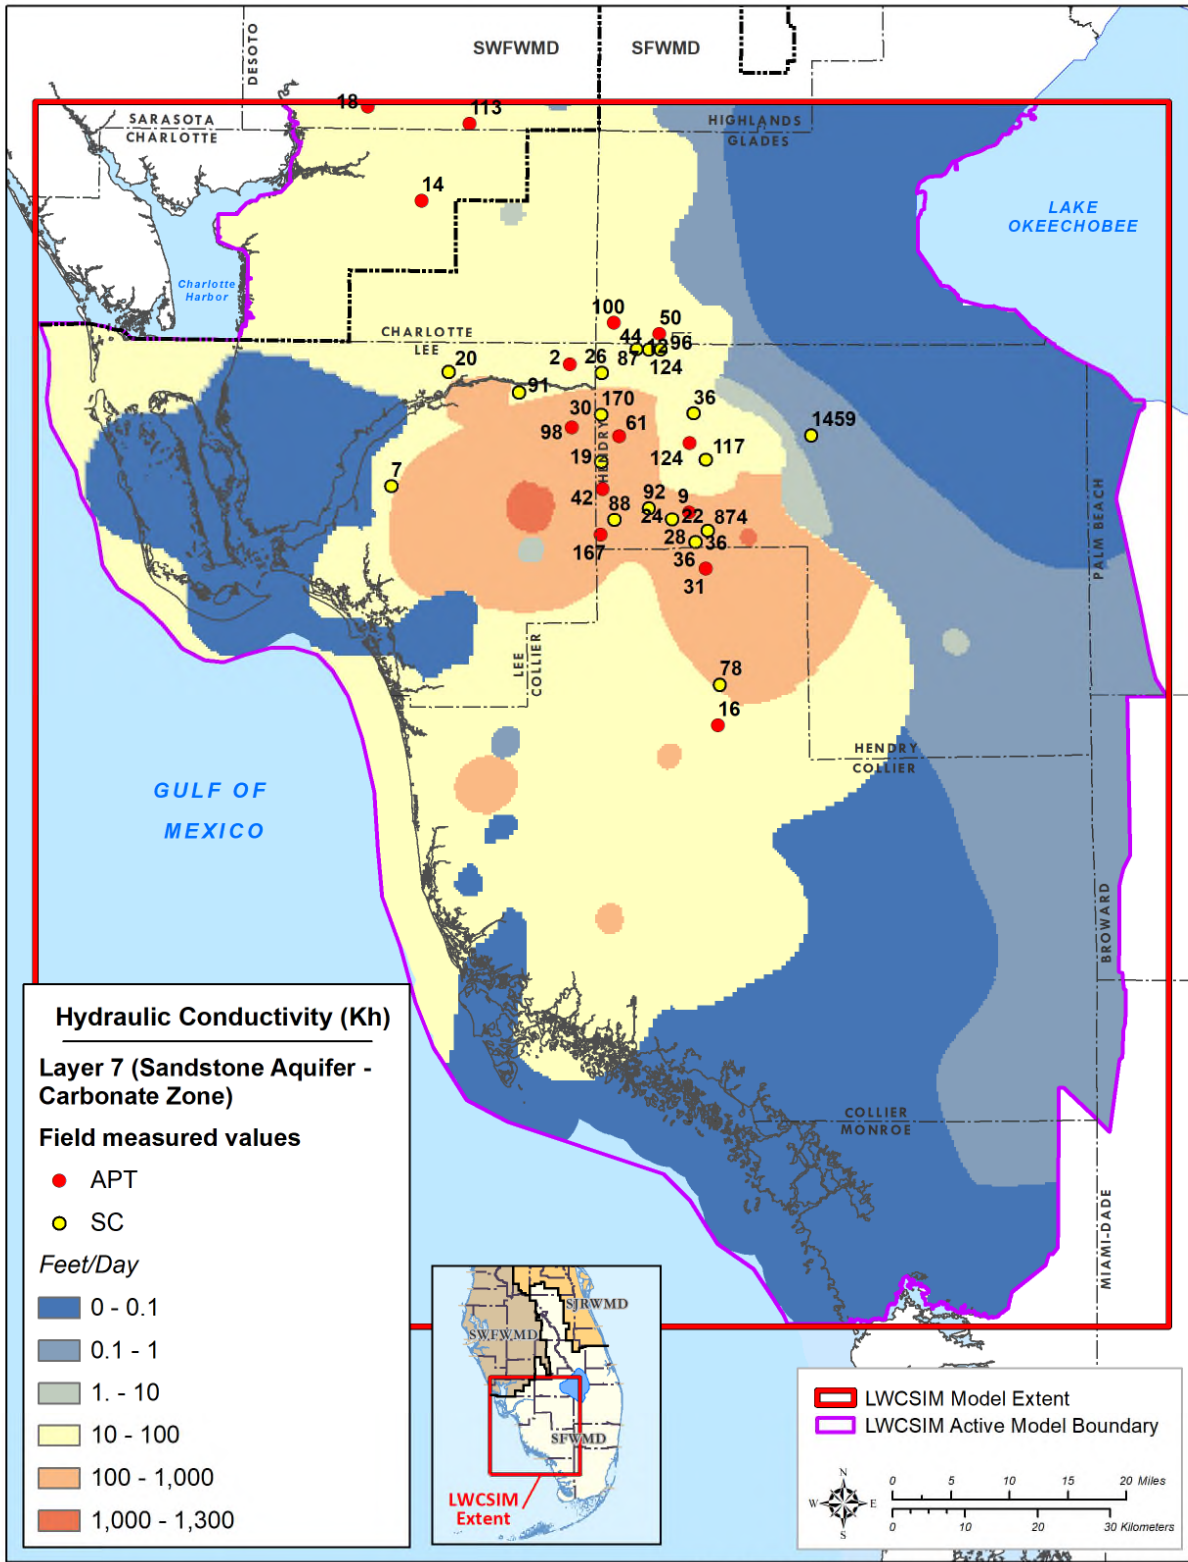 SWFWMD
SFWMD
DESOTO
SARASOTA
CHARLOTTE
HIGHLANDS
GLADES
18
113
14
LAKE
OKEECHOBEE
Charlotte
Harbor
CHARLOTTE
LEE
100
50
44
12
96
2
26
87
124
20
91
170
30
36
1459
98
61
HENDRY
124
117
19
7
42
88
92
9
24
22
874
28
36
167
36
31
PALM BEACH
LEE
COLLIER
78
16
HENDRY
COLLIER
GULF OF
MEXICO
BROWARD
COLLIER
MONROE
MIAMI-DADE
Hydraulic Conductivity (Kh)
Layer 7 (Sandstone Aquifer -
Carbonate Zone)
Field measured values
APT
SC
Feet/Day
0 - 0.1
0.1 - 1
1. - 10
10 - 100
100 - 1,000
1,000 - 1,300
SJRWMD
SWFWMD
SFWMD
LWCSIM
Extent
LWCSIM Model Extent
LWCSIM Active Model Boundary
N
W E
S
0 5 10 15 20 Miles
0 10 20 30 Kilometers